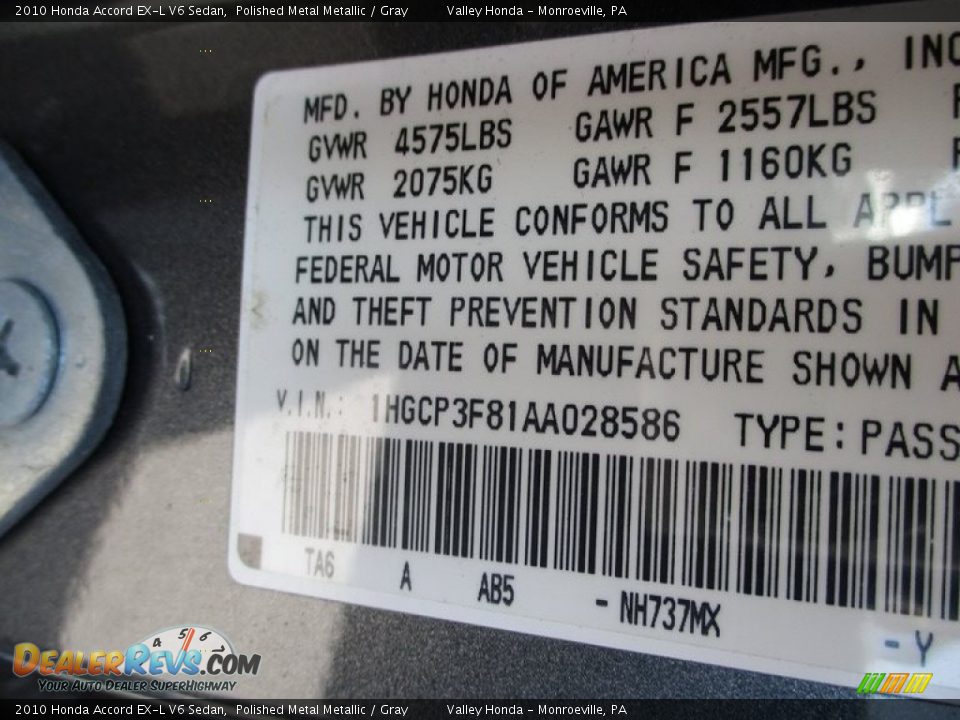 2010 Honda Accord EX-L V6 Sedan, Polished Metal Metallic / Gray Valley Honda - Monroeville, PA
MFD. BY HONDA OF AMERICA MFG., INC
GVWR 4575LBS GAWR F 2557LBS
GVWR 2075KG GAWR F 1160KG
THIS VEHICLE CONFORMS TO ALL APPL
FEDERAL MOTOR VEHICLE SAFETY, BUMP
AND THEFT PREVENTION STANDARDS IN
ON THE DATE OF MANUFACTURE SHOWN A
V.I.N.: 1HGCP3F81AA028586 TYPE: PASS
TA6 A AB5 - NH737MX - Y
4 5 6
DEALERREVS.COM
YOUR AUTO DEALER SUPERHIGHWAY
2010 Honda Accord EX-L V6 Sedan, Polished Metal Metallic / Gray Valley Honda - Monroeville, PA